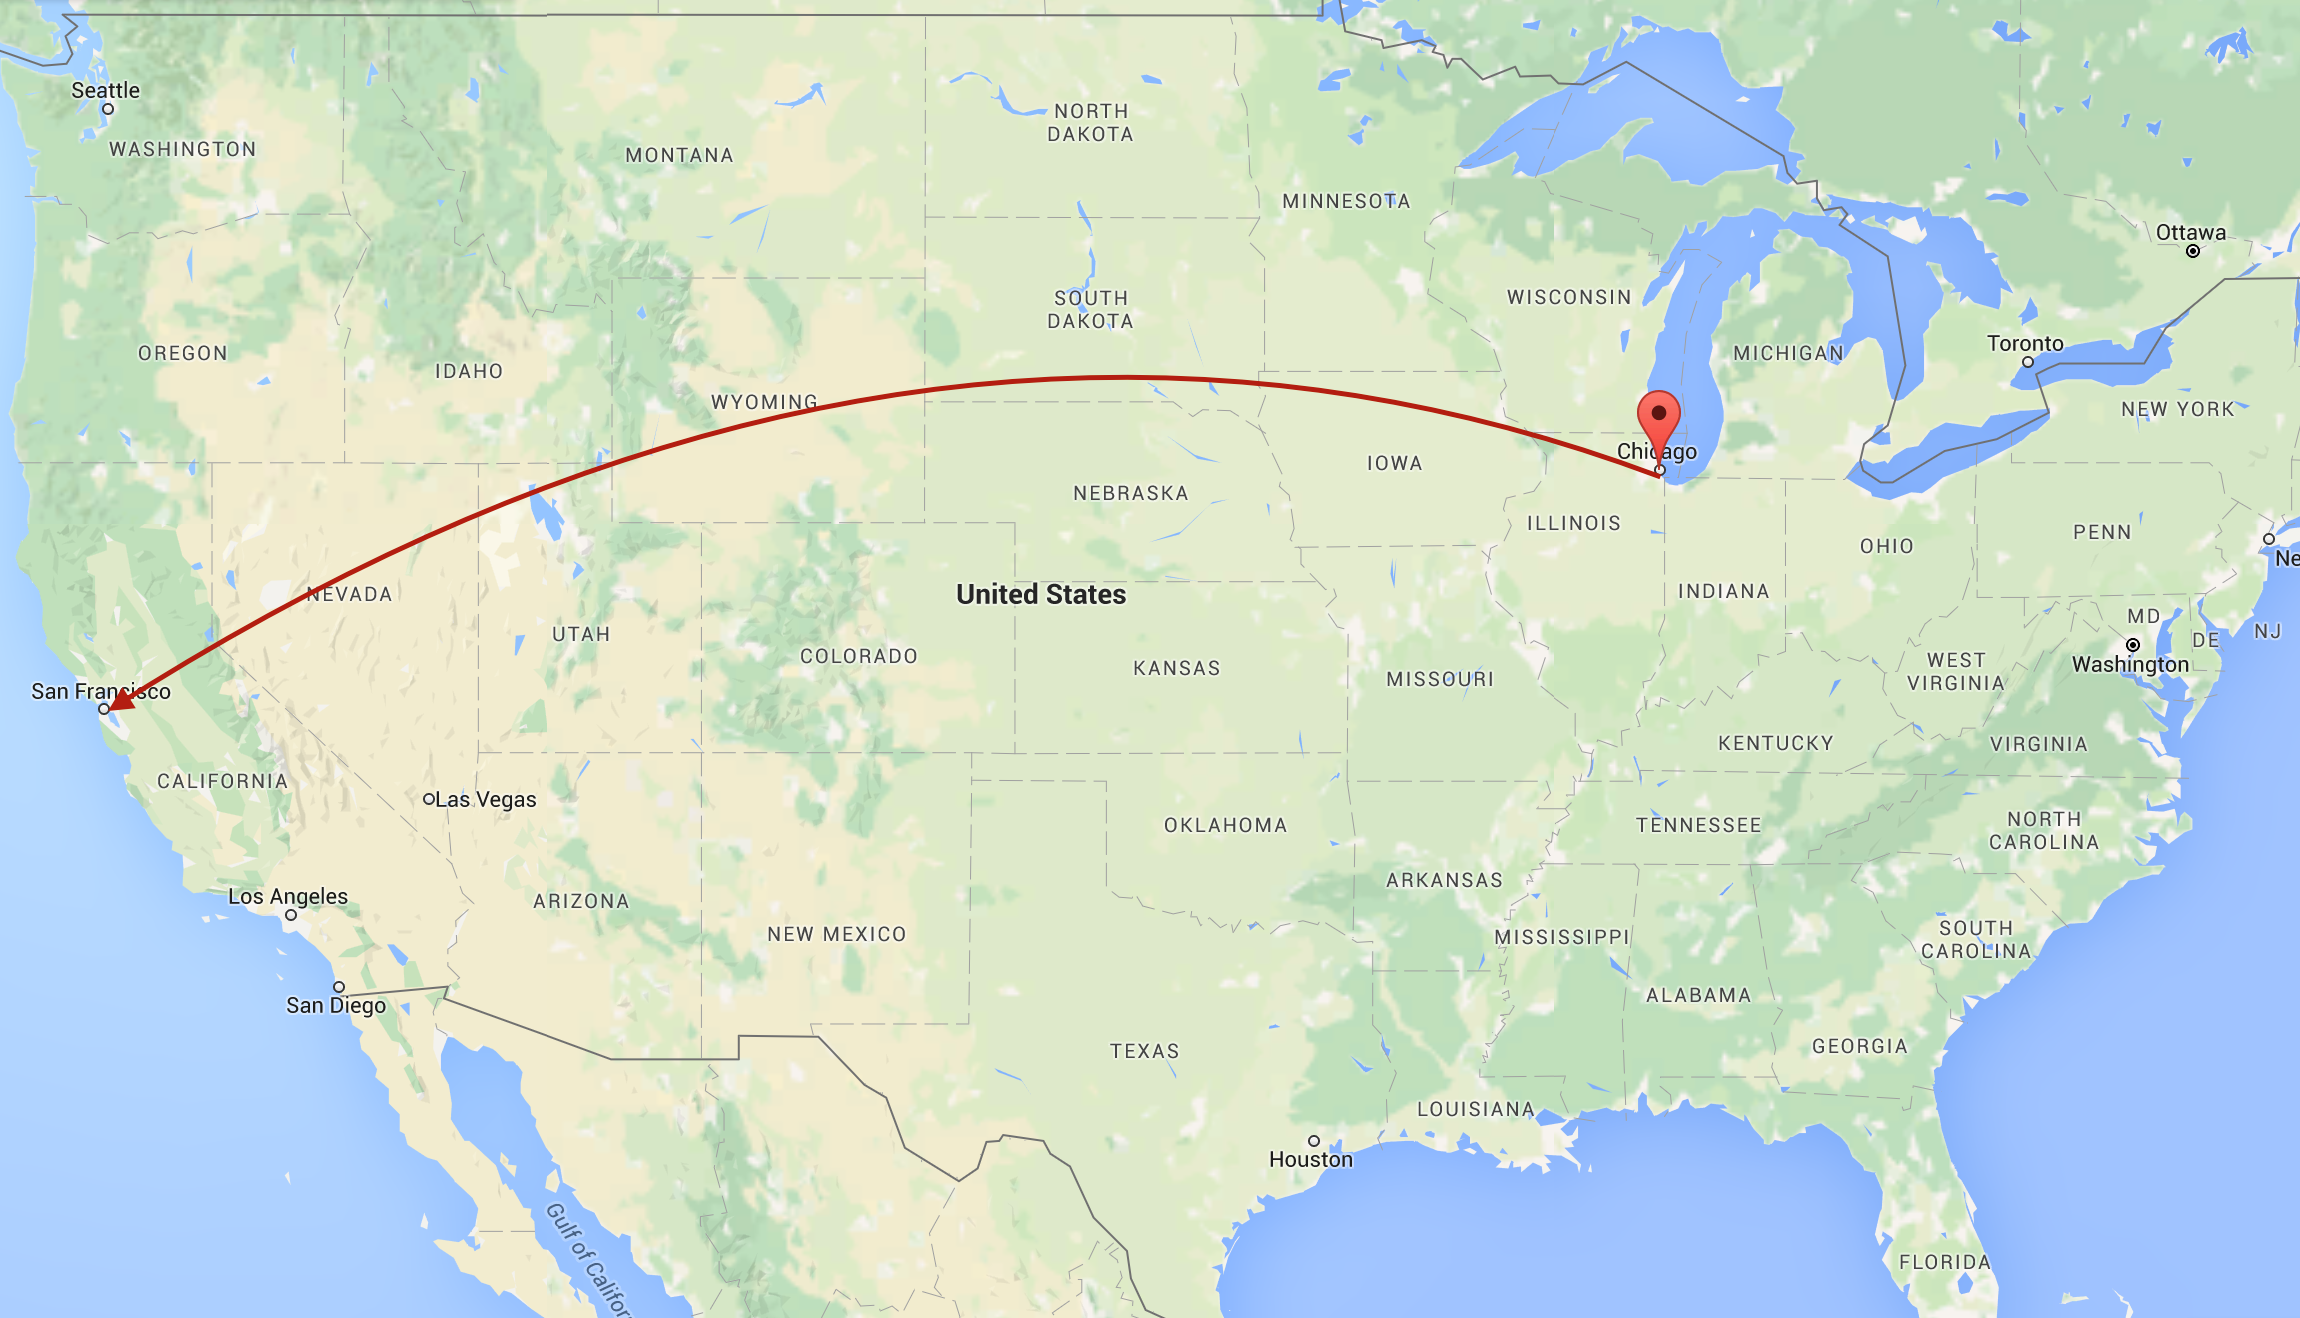 Seattle
WASHINGTON
MONTANA
NORTH
DAKOTA
MINNESOTA
Ottawa
SOUTH
DAKOTA
WISCONSIN
Toronto
OREGON
IDAHO
MICHIGAN
WYOMING
NEW YORK
Chicago
IOWA
NEBRASKA
ILLINOIS
PENN
OHIO
Ne
United States
NEVADA
INDIANA
MD
NJ
DE
UTAH
COLORADO
KANSAS
WEST
VIRGINIA
Washington
MISSOURI
San Francisco
KENTUCKY
VIRGINIA
CALIFORNIA
Las Vegas
OKLAHOMA
TENNESSEE
NORTH
CAROLINA
ARKANSAS
Los Angeles
ARIZONA
NEW MEXICO
MISSISSIPPI
SOUTH
CAROLINA
San Diego
ALABAMA
TEXAS
GEORGIA
LOUISIANA
Houston
Gulf of Califor
FLORIDA